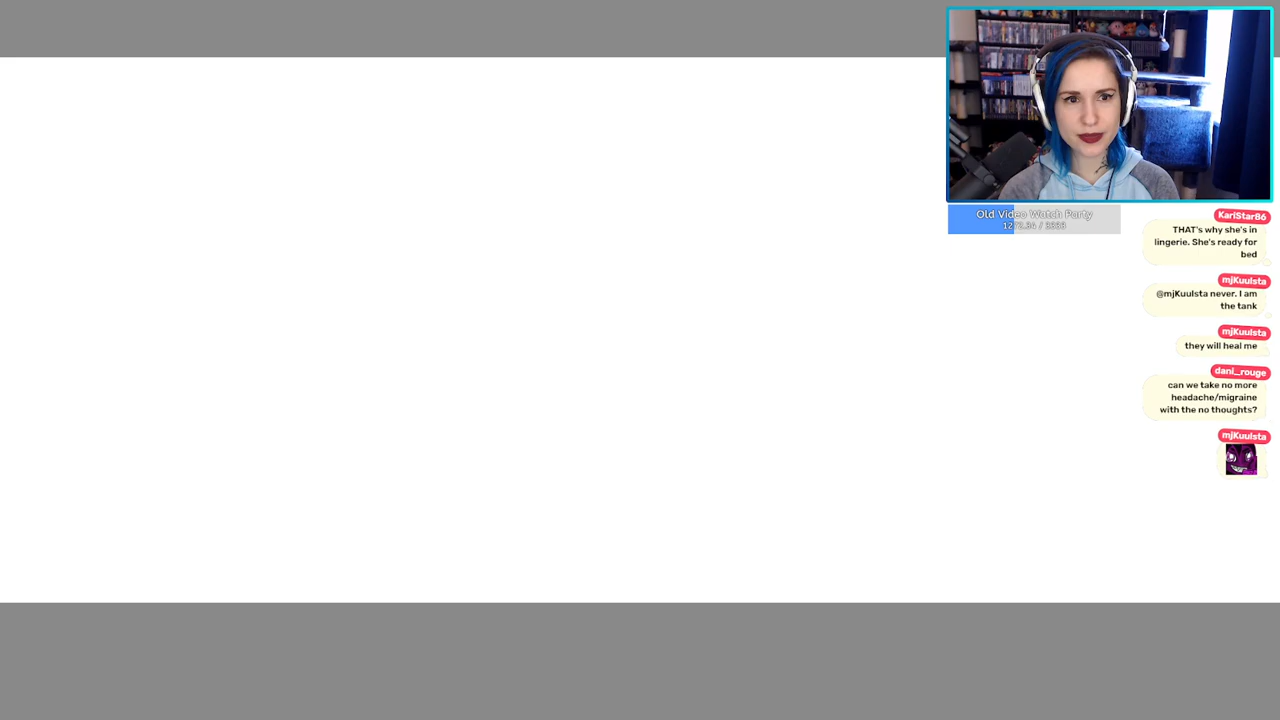 Old Video Watch Party
KarlStar86
THAT's why she's in
lingerie. She's ready for
bed
mjKuulsta
@mjKuulsta never. I am
the tank
mjKuulsta
they will heal me
dani_rouge
can we take no more
headache/migraine
with the no thoughts?
mjKuulsta